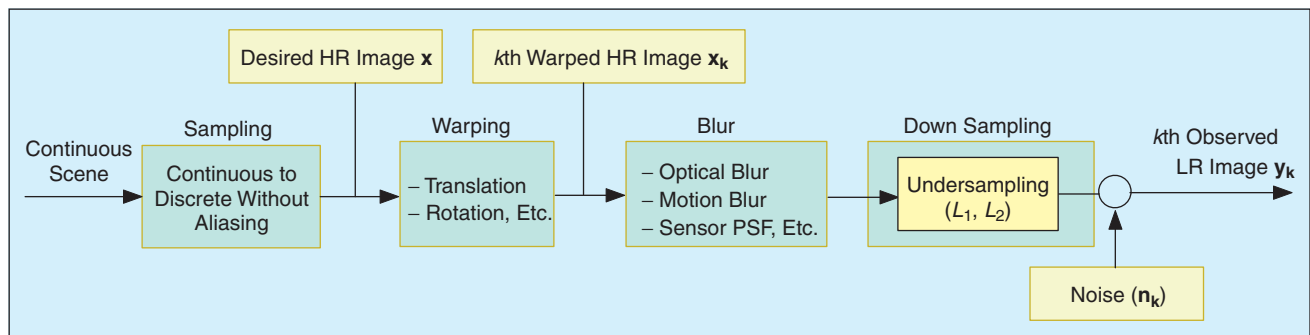 Desired HR Image x
kth Warped HR Image xk
Continuous
Scene
Sampling
Continuous to
Discrete Without
Aliasing
Warping
– Translation
– Rotation, Etc.
Blur
– Optical Blur
– Motion Blur
– Sensor PSF, Etc.
Down Sampling
Undersampling
(L1, L2)
kth Observed
LR Image yk
Noise (nk)